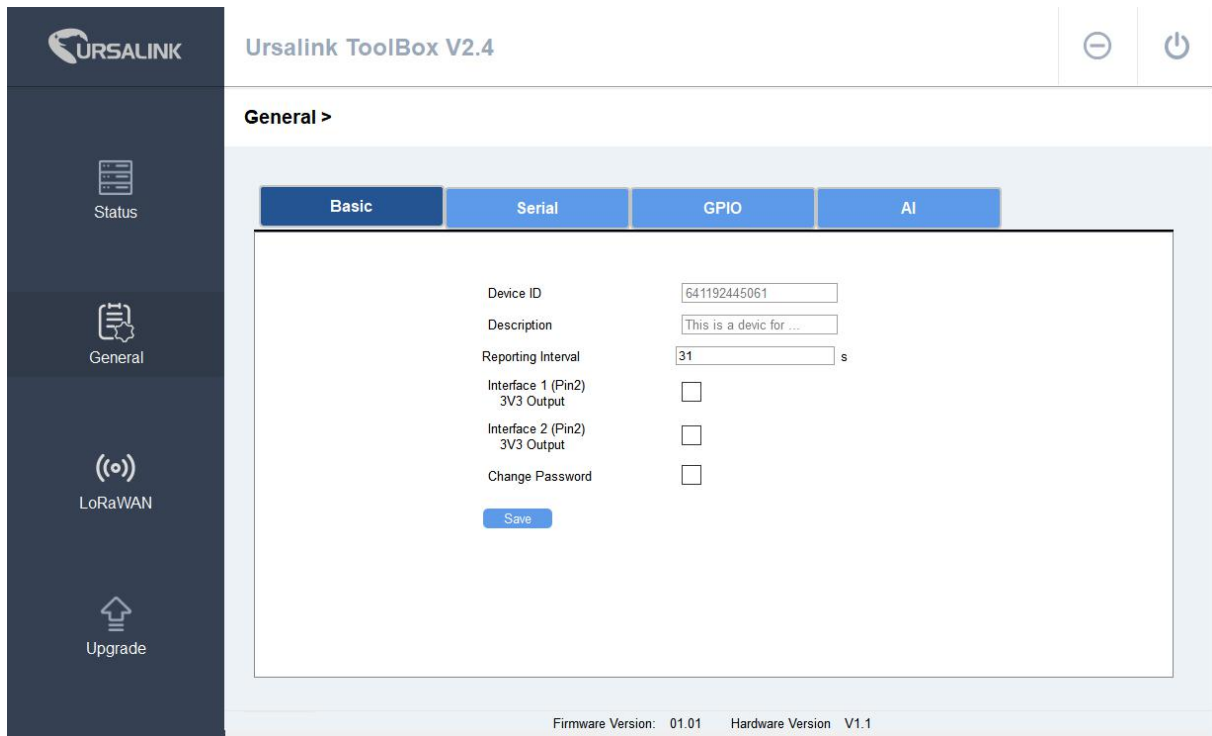 URSALINK
Ursalink ToolBox V2.4
General >
Status
General
LoRaWAN
Upgrade
Basic Serial GPIO AI
Device ID 641192445061
Description This is a devic for ...
Reporting Interval 31 s
Interface 1 (Pin2)
3V3 Output
Interface 2 (Pin2)
3V3 Output
Change Password
Save
Firmware Version: 01.01 Hardware Version V1.1